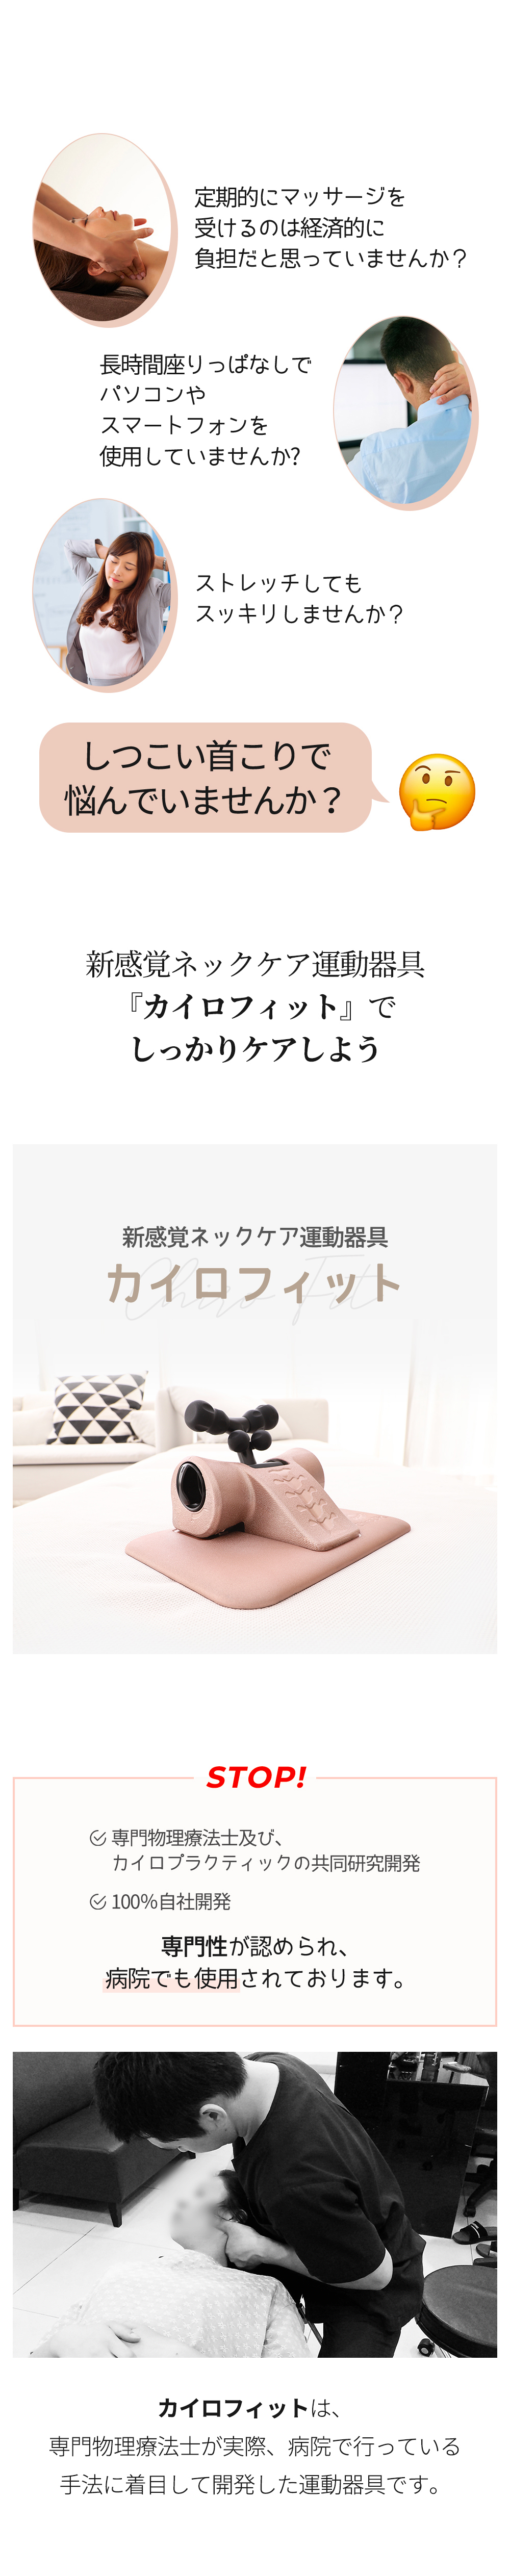 定期的にマッサージを
受けるのは経済的に
負担だと思っていませんか？
長時間座りっぱなしで
パソコンや
スマートフォンを
使用していませんか?
ストレッチしても
スッキリしませんか？
しつこい首こりで
悩んでいませんか？
新感覚ネックケア運動器具
『カイロフィット』で
しっかりケアしよう
新感覚ネックケア運動器具
Chiro Fit
カイロフィット
STOP!
専門物理療法士及び、
カイロプラクティックの共同研究開発
100%自社開発
専門性が認められ、
病院でも使用されております。
カイロフィットは、
専門物理療法士が実際、病院で行っている
手法に着目して開発した運動器具です。